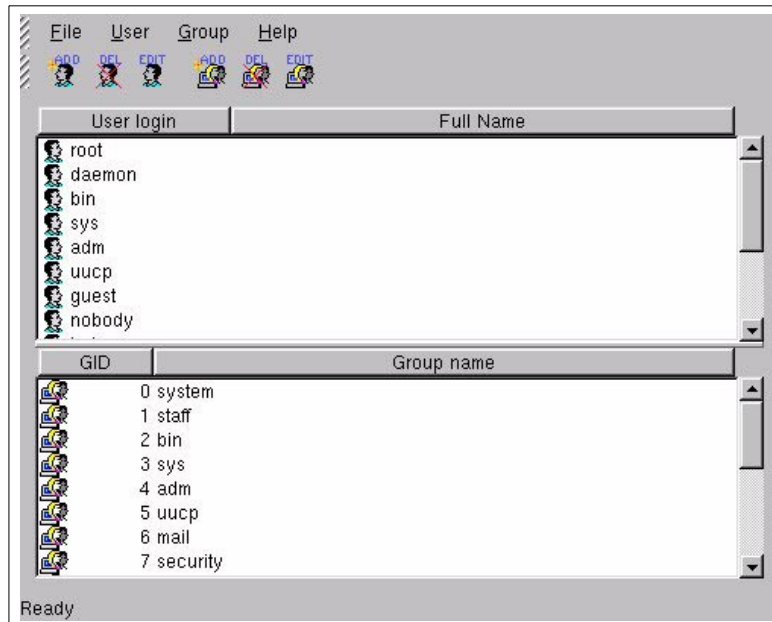 File User Group Help
ADD DEL EDIT ADD DEL EDIT
User login Full Name
root
daemon
bin
sys
adm
uucp
guest
nobody
GID Group name
0 system
1 staff
2 bin
3 sys
4 adm
5 uucp
6 mail
7 security
Ready